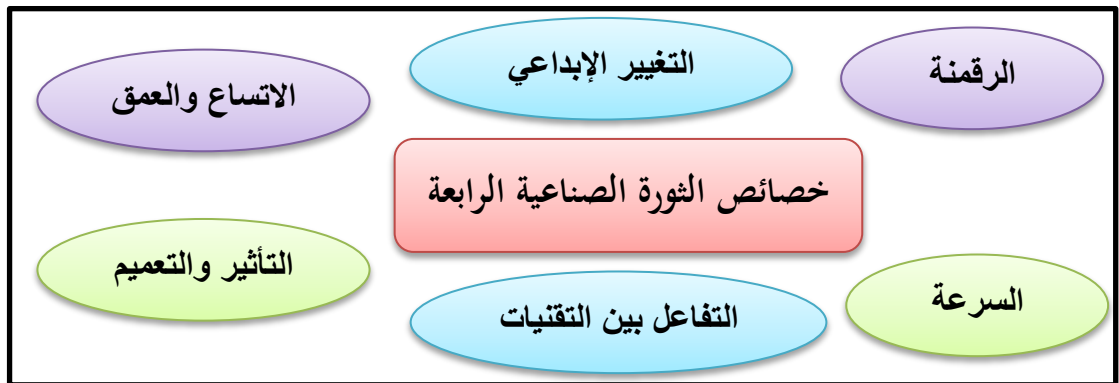 الرقمنة
التغيير الإبداعي
الاتساع والعمق
خصائص الثورة الصناعية الرابعة
السرعة
التفاعل بين التقنيات
التأثير والتعميم